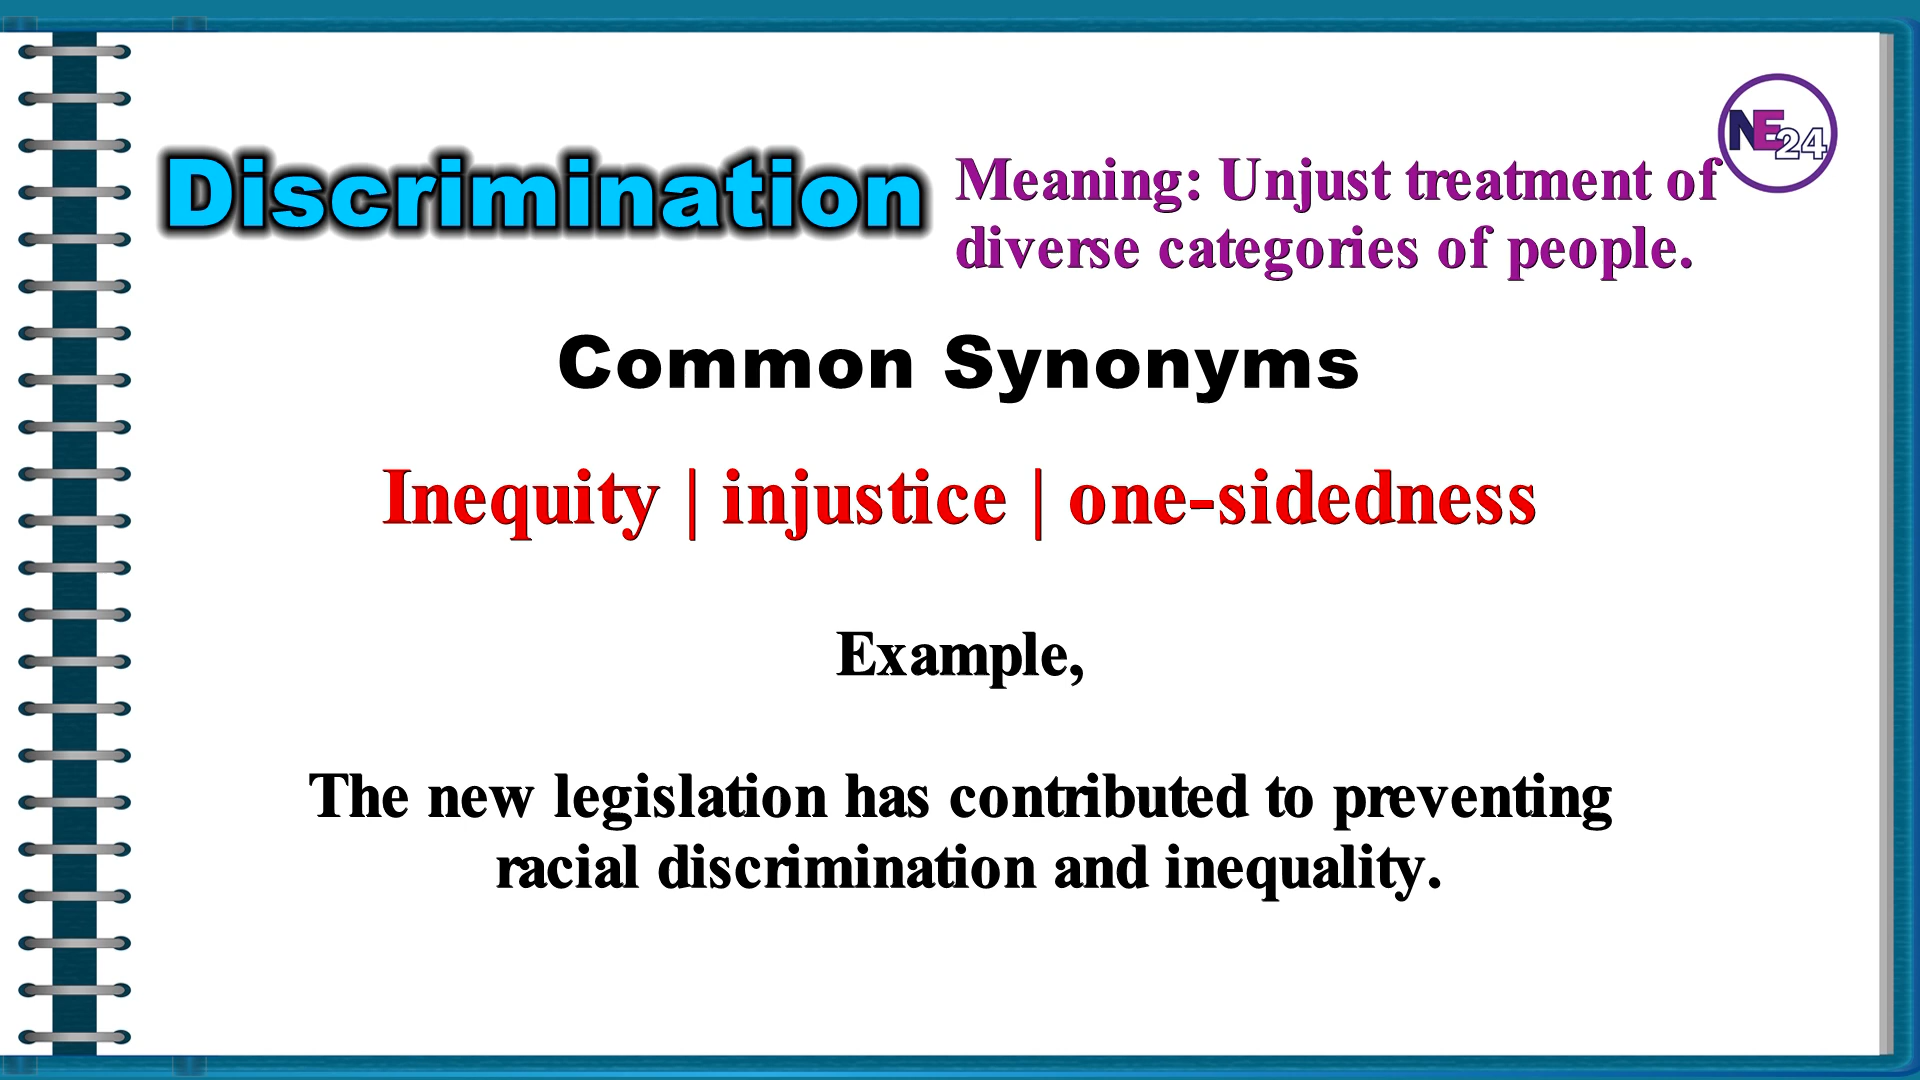 NE24
Discrimination
Meaning: Unjust treatment of
diverse categories of people.
Common Synonyms
Inequity | injustice | one-sidedness
Example,
The new legislation has contributed to preventing
racial discrimination and inequality.